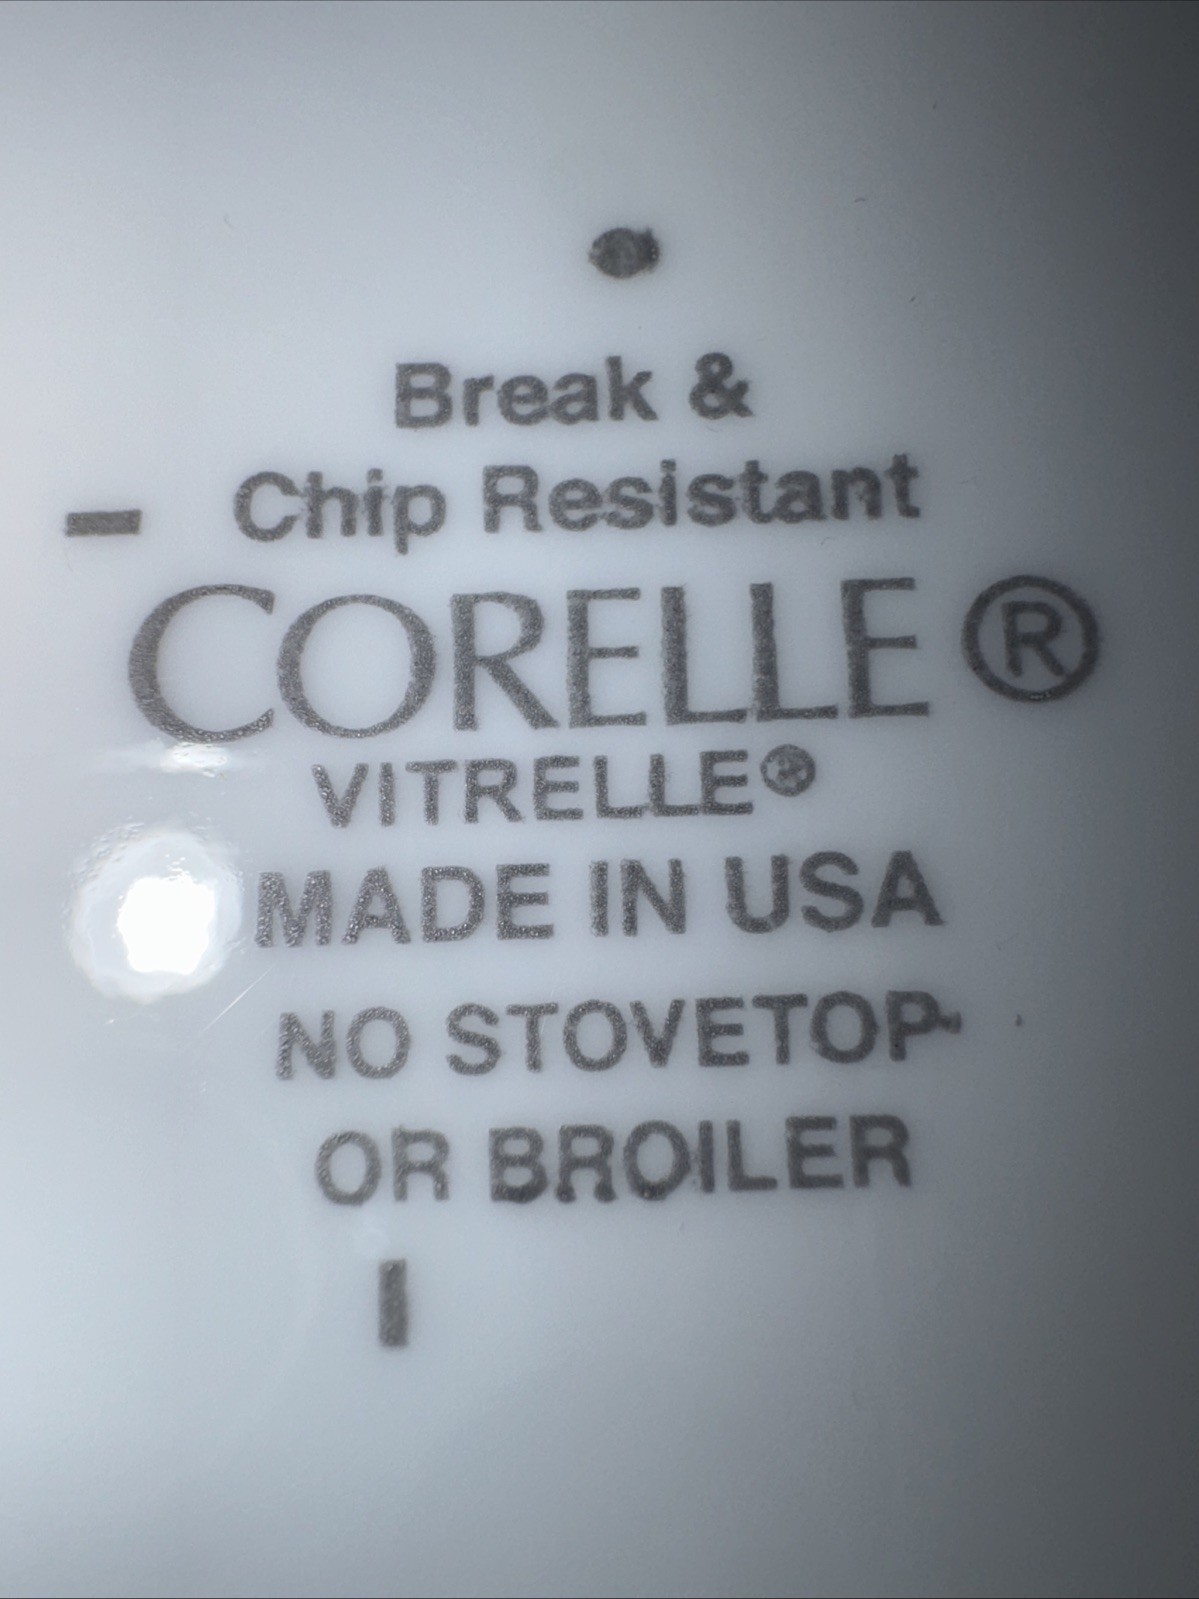 Break &
Chip Resistant
CORELLE®
VITRELLE®
MADE IN USA
NO STOVETOP
OR BROILER